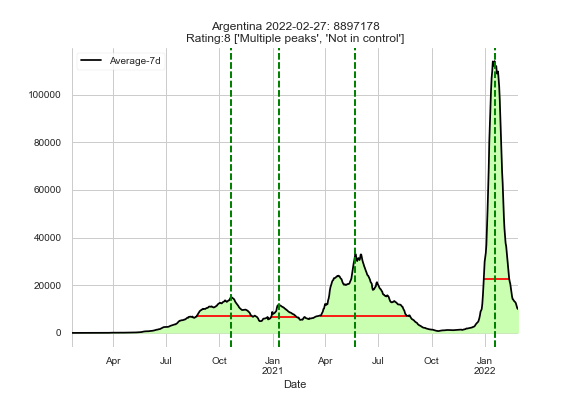 Argentina 2022-02-27: 8897178
Rating:8 ['Multiple peaks', 'Not in control']
Average-7d
100000
80000
60000
40000
20000
0
Apr Jul Oct Jan Apr Jul Oct Jan
2021 2022
Date